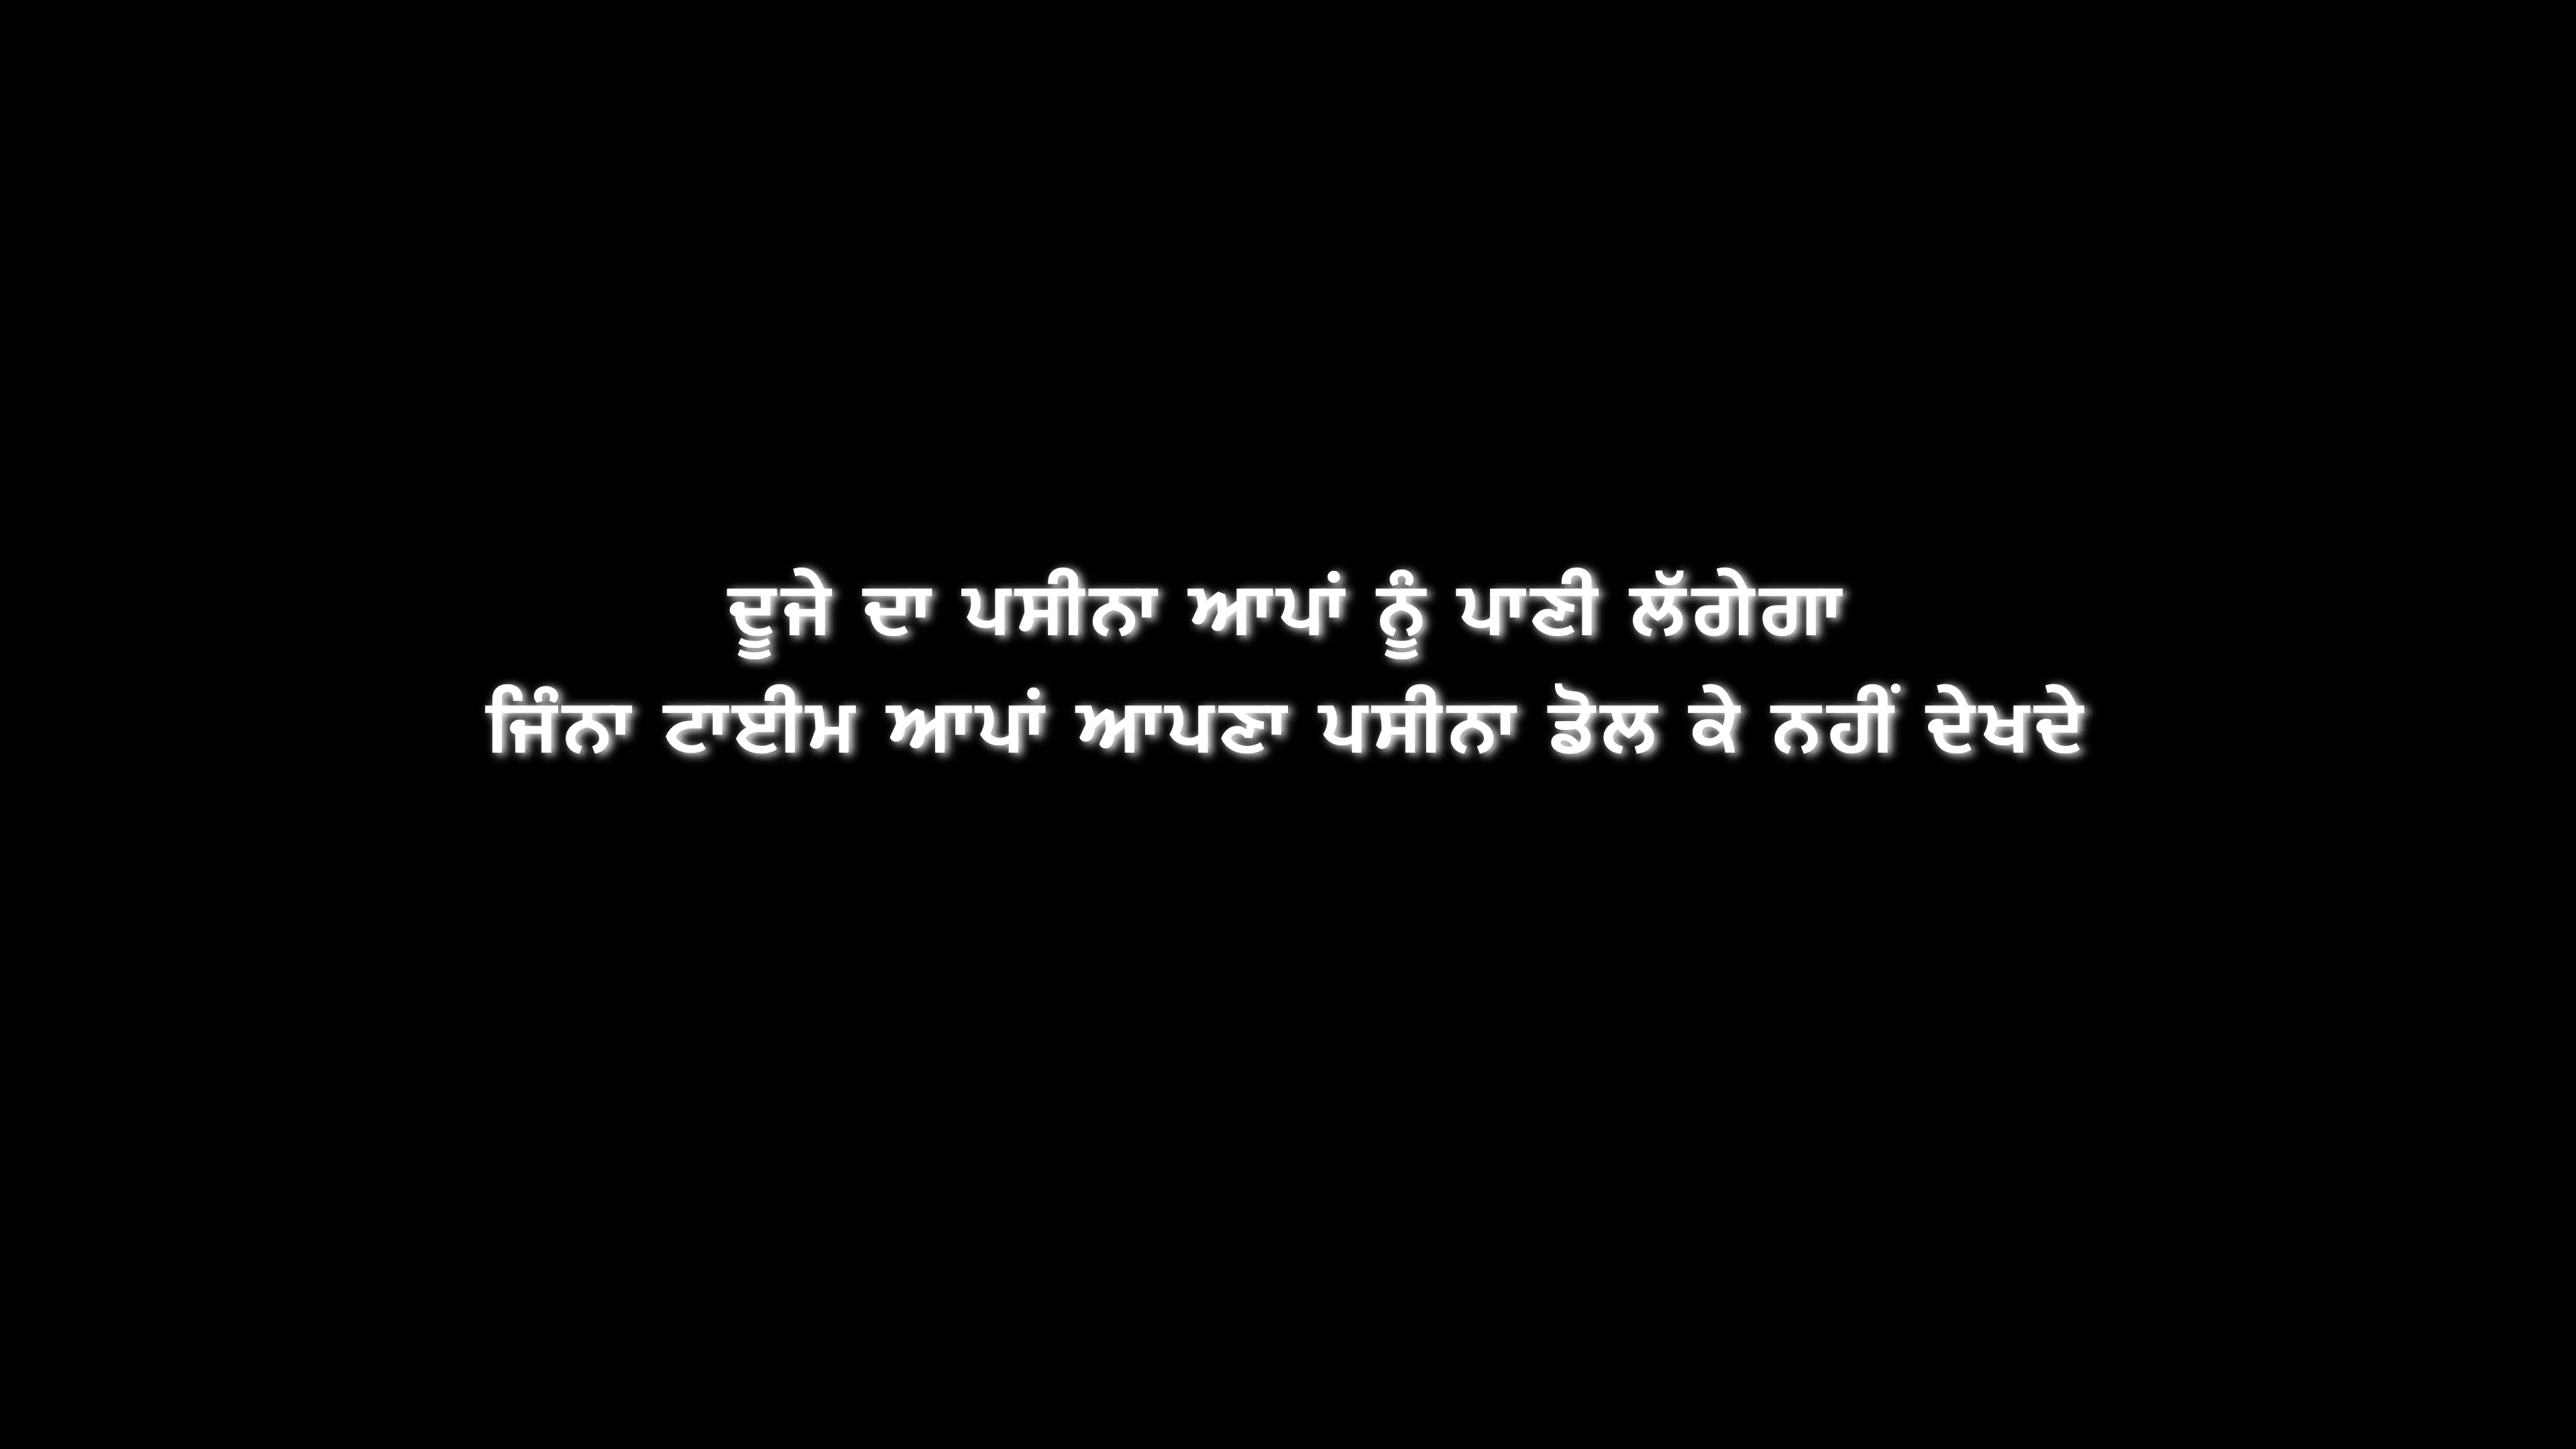 ਦੂਜੇ ਦਾ ਪਸੀਨਾ ਆਪਾਂ ਨੂੰ ਪਾਣੀ ਲੱਗੇਗਾ
ਜਿੰਨਾ ਟਾਈਮ ਆਪਾਂ ਆਪਣਾ ਪਸੀਨਾ ਡੋਲ ਕੇ ਨਹੀਂ ਦੇਖਦੇ